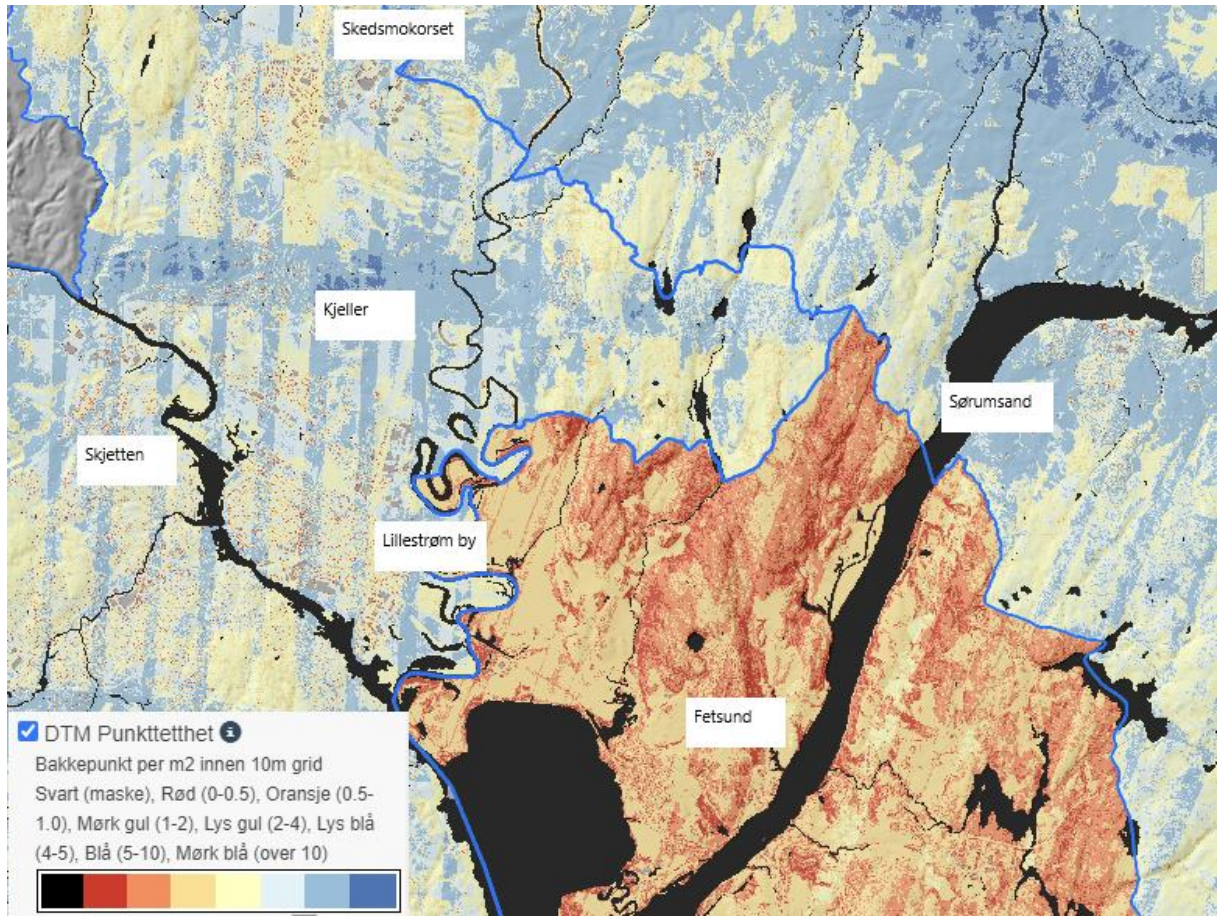 Skedsmokorset
Kjeller
Sørumsand
Skjetten
Lillestrøm by
Fetsund
DTM Punkttetthet
Bakkepunkt per m2 innen 10m grid
Svart (maske), Rød (0-0.5), Oransje (0.5-
1.0), Mørk gul (1-2), Lys gul (2-4), Lys blå
(4-5), Blå (5-10), Mørk blå (over 10)